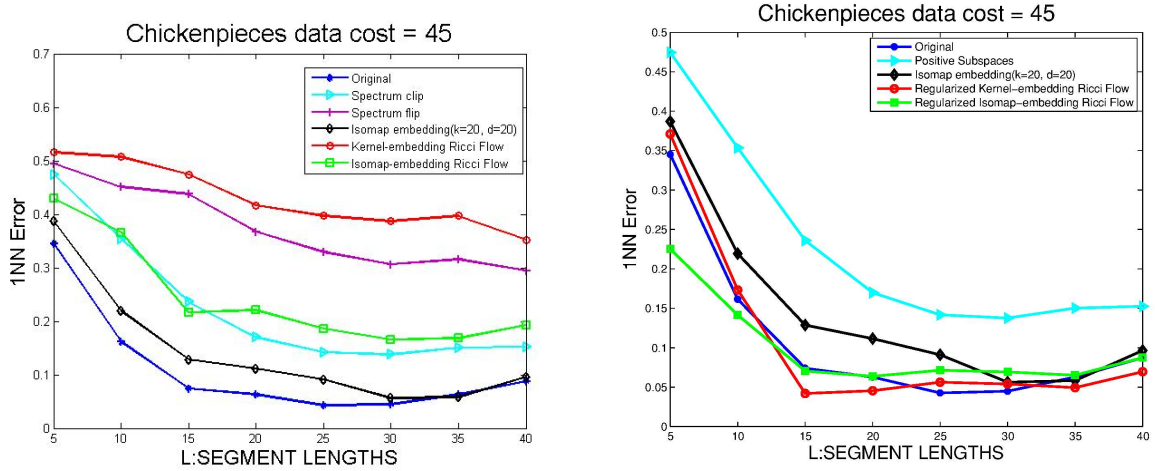 Chickenpieces data cost = 45
0.7
0.6
0.5
0.4
0.3
0.2
0.1
0
1NN Error
Original
Spectrum clip
Spectrum flip
Isomap embedding(k=20, d=20)
Kernel-embedding Ricci Flow
Isomap-embedding Ricci Flow
5 10 15 20 25 30 35 40
L:SEGMENT LENGTHS
Chickenpieces data cost = 45
0.5
0.45
0.4
0.35
0.3
0.25
0.2
0.15
0.1
0.05
0
1NN Error
Original
Positive Subspaces
Isomap embedding(k=20, d=20)
Regularized Kernel-embedding Ricci Flow
Regularized Isomap-embedding Ricci Flow
5 10 15 20 25 30 35 40
L:SEGMENT LENGTHS